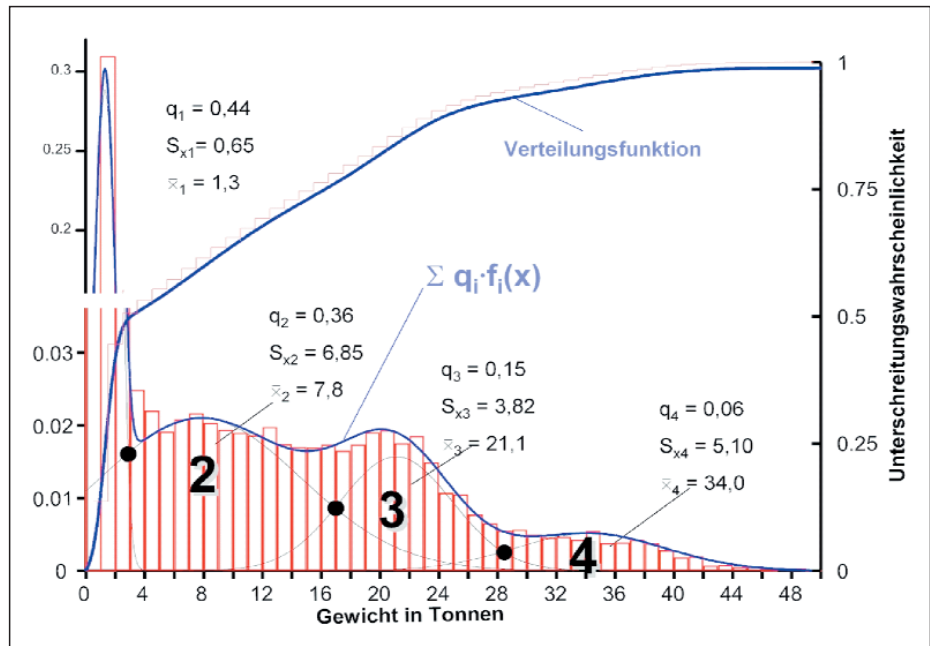 0.3
0.25
0.2
0.03
0.02
0.01
0
q1 = 0,44
Sx1= 0,65
x̄1 = 1,3
Verteilungsfunktion
Σ qi·fi(x)
q2 = 0,36
Sx2 = 6,85
x̄2 = 7,8
q3 = 0,15
Sx3 = 3.82
x̄3 = 21,1
q4 = 0,06
Sx4 = 5,10
x̄4 = 34,0
2
3
4
1
0.75
0.5
0.25
0
Unterschreitungswahrscheinlichkeit
0 4 8 12 16 20 24 28 32 36 40 44 48
Gewicht in Tonnen